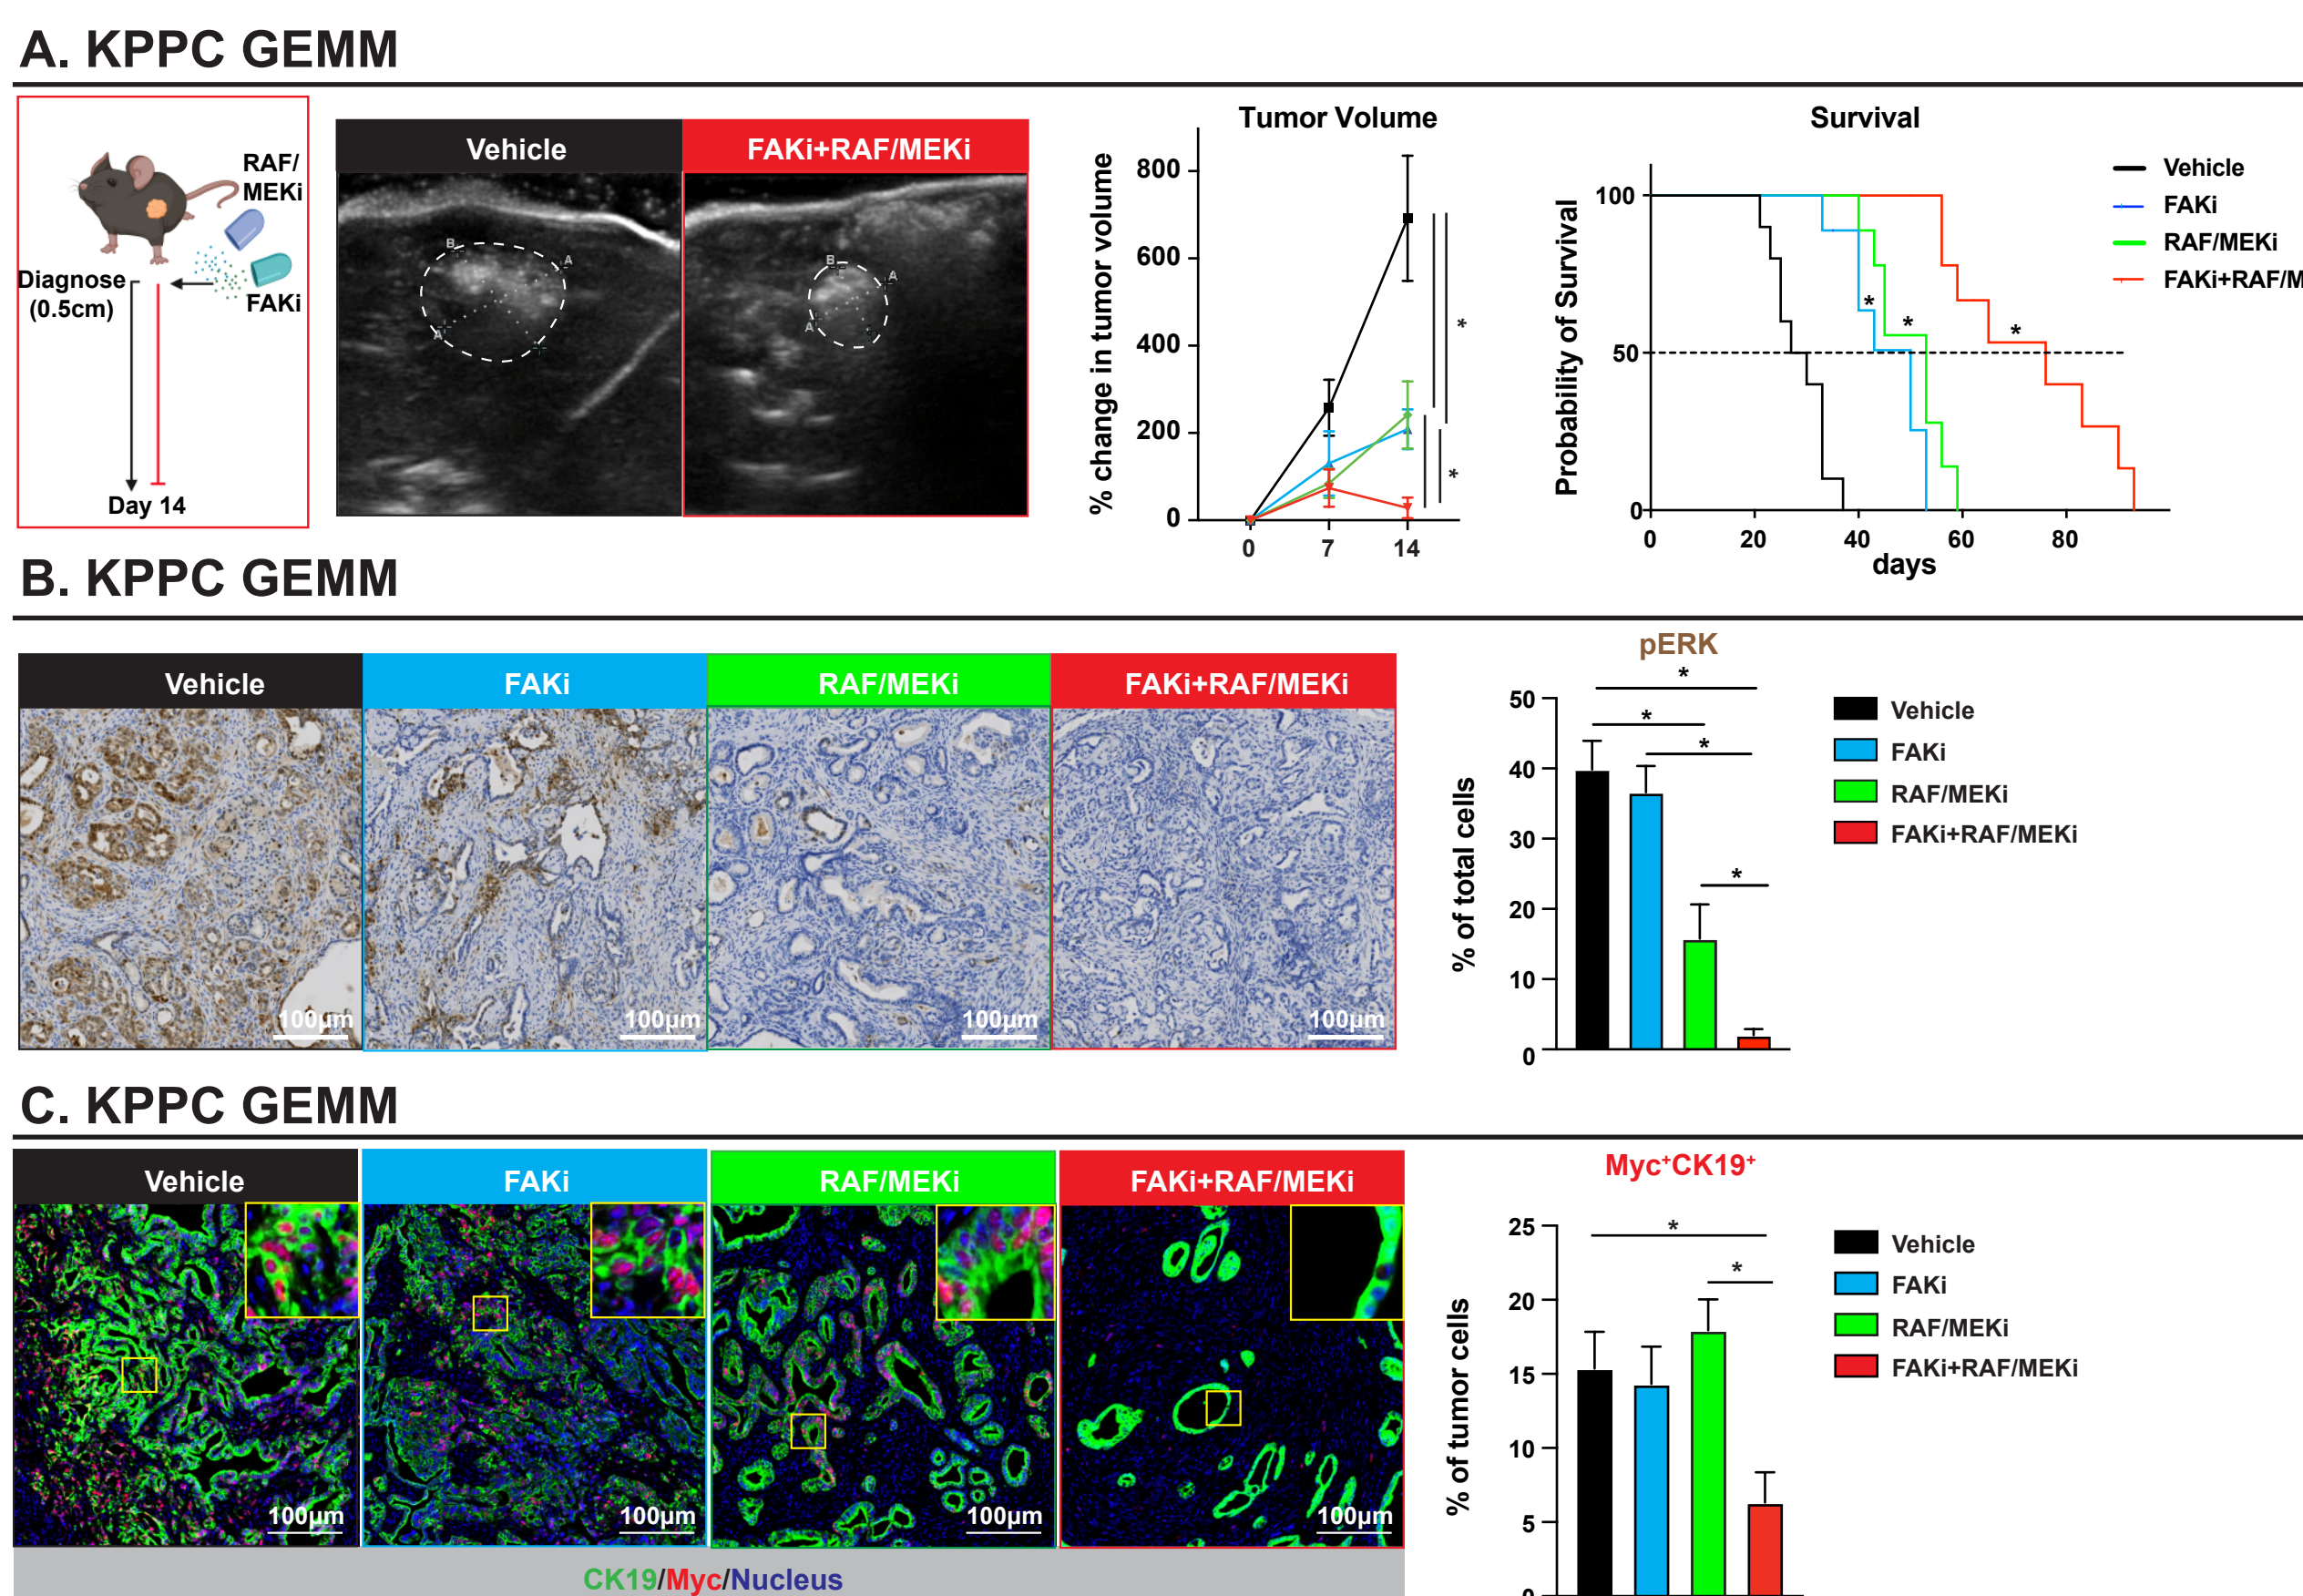 A. KPPC GEMM
RAF/
MEKi
Diagnose
(0.5cm)
FAKi
Day 14
Vehicle
FAKi+RAF/MEKi
B
A
A
B
A
A
Tumor Volume
% change in tumor volume
800
600
400
200
0
0 7 14
*
*
Survival
Probability of Survival
100
50
0
0 20 40 60 80
days
*
*
*
Vehicle
FAKi
RAF/MEKi
FAKi+RAF/M
B. KPPC GEMM
Vehicle
FAKi
RAF/MEKi
FAKi+RAF/MEKi
100µm
100µm
100µm
100µm
pERK
% of total cells
50
40
30
20
10
0
*
*
*
*
Vehicle
FAKi
RAF/MEKi
FAKi+RAF/MEKi
C. KPPC GEMM
Vehicle
FAKi
RAF/MEKi
FAKi+RAF/MEKi
100µm
100µm
100µm
100µm
CK19/Myc/Nucleus
Myc⁺CK19⁺
% of tumor cells
25
20
15
10
5
0
*
*
Vehicle
FAKi
RAF/MEKi
FAKi+RAF/MEKi